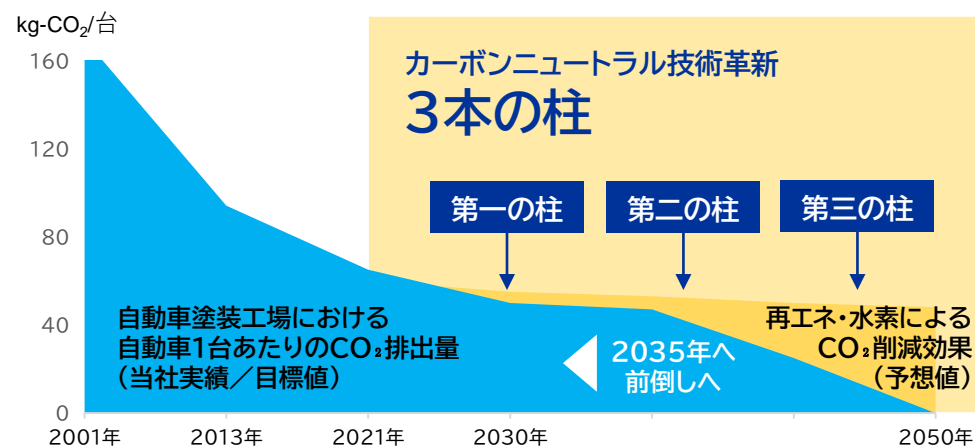 kg-CO₂/台
160
120
80
40
0
カーボンニュートラル技術革新
3本の柱
第一の柱
第二の柱
第三の柱
自動車塗装工場における
自動車1台あたりのCO₂排出量
（当社実績／目標値）
2035年へ
前倒しへ
再エネ・水素による
CO₂削減効果
（予想値）
2001年
2013年
2021年
2030年
2050年